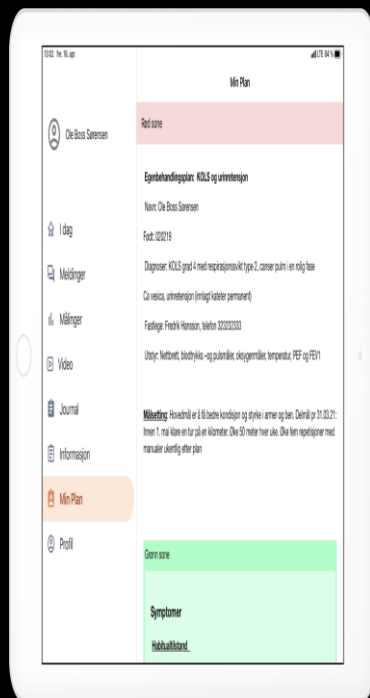 13:02 fre. 16. apr.
LTE 84 %
Min Plan
Ole Boss Sørensen
Rød sone
Egenbehandlingsplan: KOLS og urinretensjon
Navn: Ole Boss Sørensen
Født: 020219
Diagnoser: KOLS grad 4 med respirasjonssvikt type 2, canser pulm i en rolig fase
Ca vesica, urinretensjon (innlagt kateter permanent)
Fastlege: Fredrik Hansson, telefon 323232333
Utstyr: Nettbrett, blodtrykks -og pulsmåler, oksygenmåler, temperatur, PEF og FEV1
Målsetting: Hovedmål er å få bedre kondisjon og styrke i armer og ben. Delmål pr 31.03.21:
Innen 1. mai klare en tur på en kilometer. Øke 50 meter hver uke. Øke fem repetisjoner med
manualer ukentlig etter plan
I dag
Meldinger
Målinger
Video
Journal
Informasjon
Min Plan
Profil
Grønn sone
Symptomer
Habitualtilstand